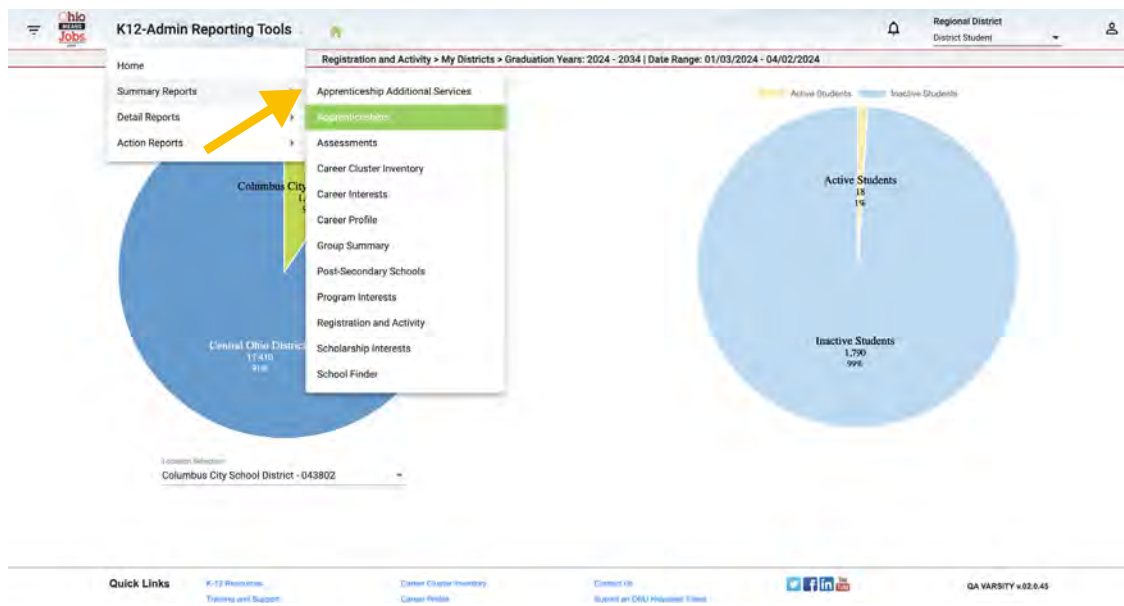 Ohio
MEANS
Jobs
K12-Admin Reporting Tools
Regional District
District Student
Registration and Activity > My Districts > Graduation Years: 2024 - 2034 | Date Range: 01/03/2024 - 04/02/2024
Home
Summary Reports
Detail Reports
Action Reports
Apprenticeship Additional Services
Apprenticeships
Assessments
Career Cluster Inventory
Career Interests
Career Profile
Group Summary
Post-Secondary Schools
Program Interests
Registration and Activity
Scholarship Interests
School Finder
Columbus City
Central Ohio District
17,410
91%
Active Students
Inactive Students
Active Students
18
1%
Inactive Students
1,790
99%
Location Selection
Columbus City School District - 043802
Quick Links
K-12 Resources
Training and Support
Career Cluster Inventory
Career Profile
Contact Us
QA VARSITY v.02.0.45